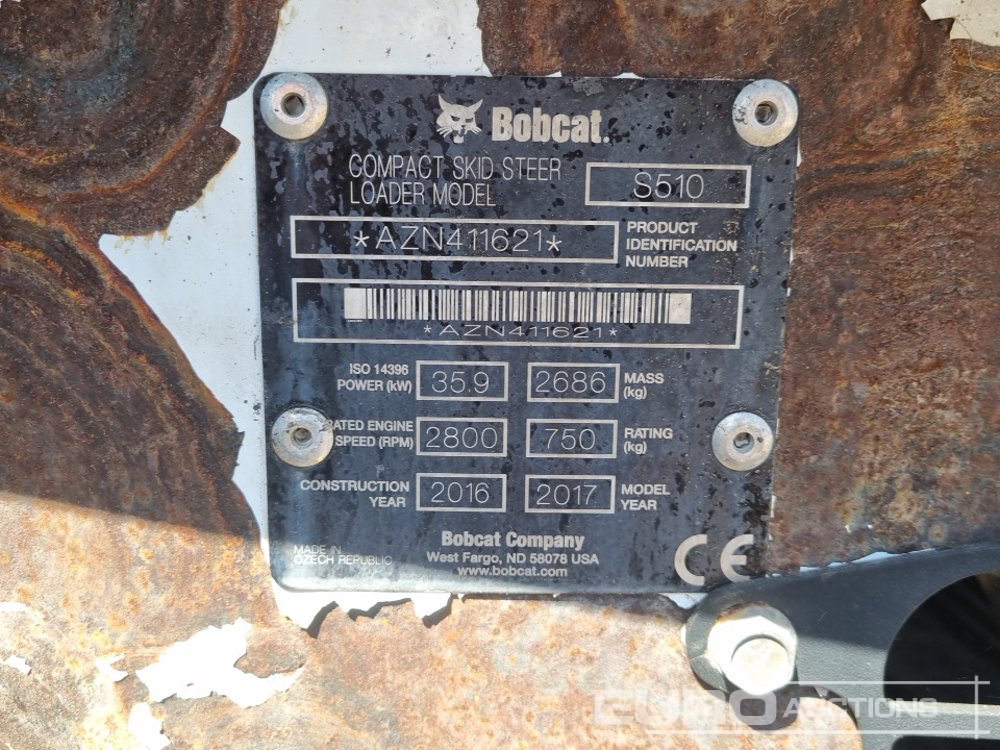 Bobcat.
COMPACT SKID STEER
LOADER MODEL
S510
*AZN411621*
PRODUCT
IDENTIFICATION
NUMBER
*AZN411621*
ISO 14396
POWER (kW)
35.9
2686
MASS
(kg)
RATED ENGINE
SPEED (RPM)
2800
750
RATING
(kg)
CONSTRUCTION
YEAR
2016
2017
MODEL
YEAR
Bobcat Company
West Fargo, ND 58078 USA
www.bobcat.com
MADE IN
CZECH REPUBLIC
CE
EURO AUCTIONS